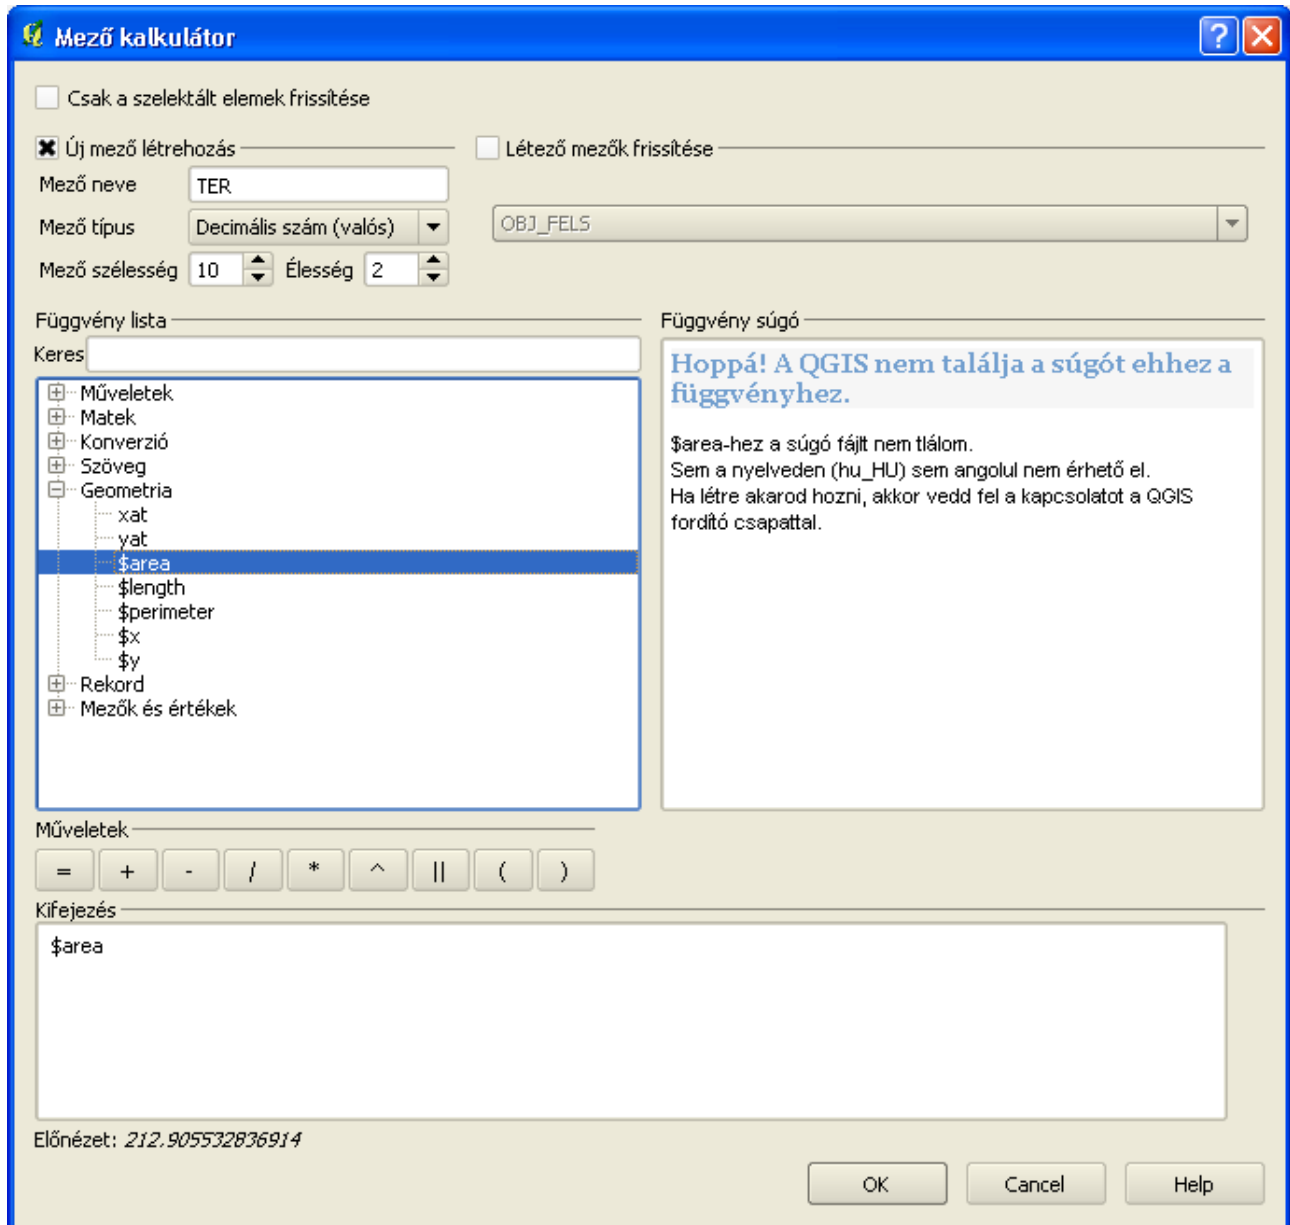 Mező kalkulátor
Csak a szelektált elemek frissítése
Új mező létrehozás
Létező mezők frissítése
Mező neve TER
Mező típus Decimális szám (valós)
OBJ_FELS
Mező szélesség 10 Élesség 2
Függvény lista
Keres
Műveletek
Matek
Konverzió
Szöveg
Geometria
xat
yat
$area
$length
$perimeter
$x
$y
Rekord
Mezők és értékek
Függvény súgó
Hoppá! A QGIS nem találja a súgót ehhez a
függvényhez.
$area-hez a súgó fájlt nem tlálom.
Sem a nyelveden (hu_HU) sem angolul nem érhető el.
Ha létre akarod hozni, akkor vedd fel a kapcsolatot a QGIS
fordító csapattal.
Műveletek
= + - / * ^ || ( )
Kifejezés
$area
Előnézet: 212.905532836914
OK Cancel Help